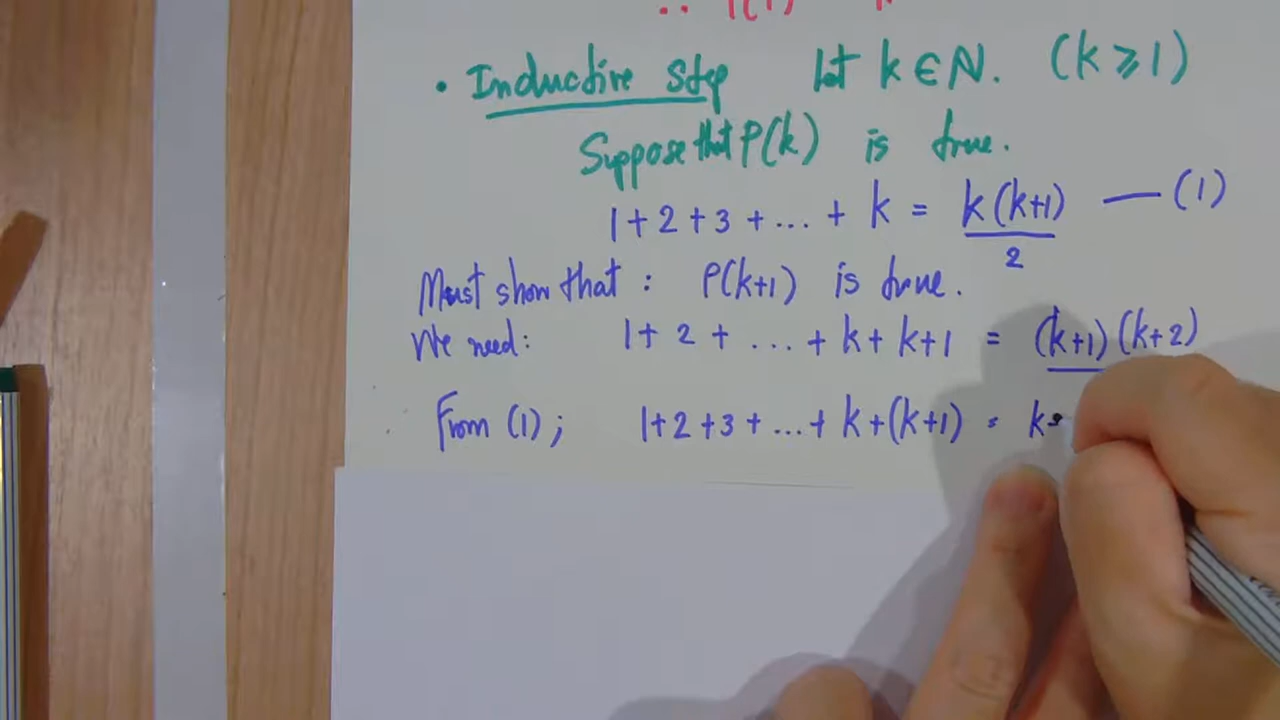 ∴ P(1)
• Inductive Step Let k ∈ N. (k ⩾ 1)
Suppose that P(k) is true.
1 + 2 + 3 + ... + k = k(k+1)/2 — (1)
Must show that : P(k+1) is true.
We need: 1 + 2 + ... + k + k+1 = (k+1)(k+2)
From (1); 1+2+3+...+ k+(k+1) = k